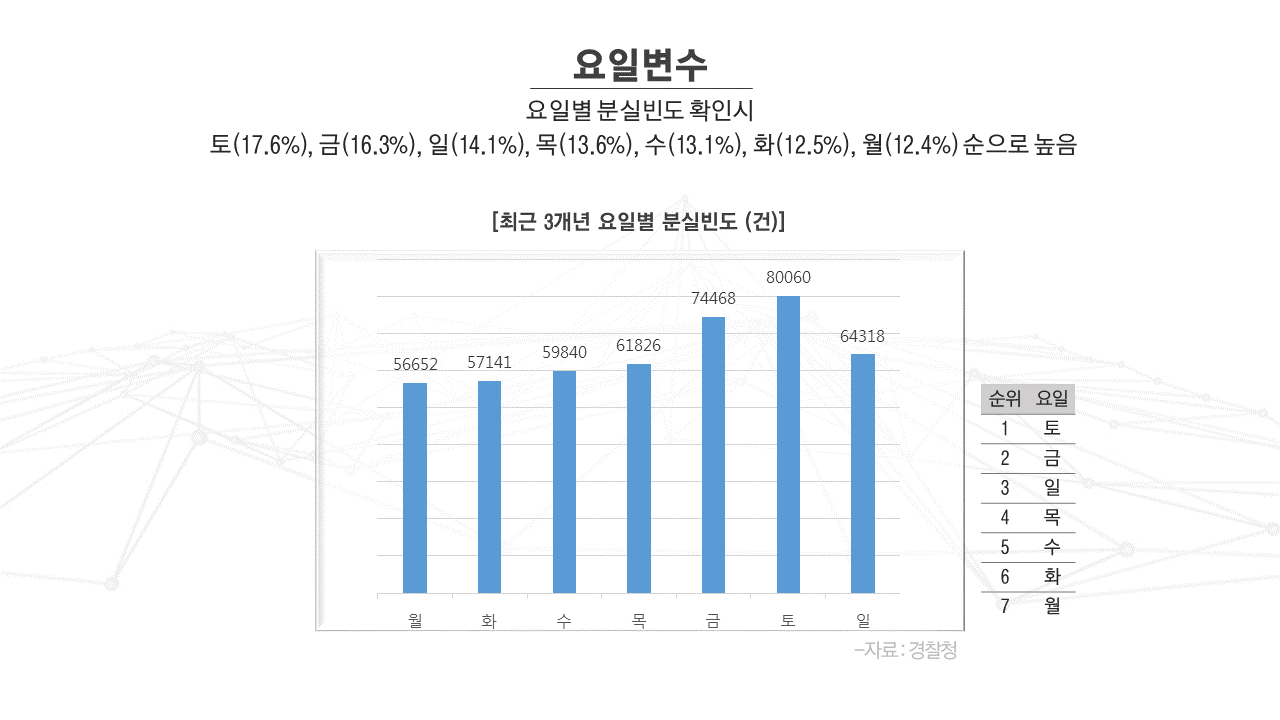 요일변수
요일별 분실빈도 확인시
토(17.6%), 금(16.3%), 일(14.1%), 목(13.6%), 수(13.1%), 화(12.5%), 월(12.4%) 순으로 높음
[최근 3개년 요일별 분실빈도 (건)]
56652 57141 59840 61826 74468 80060 64318
월 화 수 목 금 토 일
순위 요일
1 토
2 금
3 일
4 목
5 수
6 화
7 월
-자료 : 경찰청